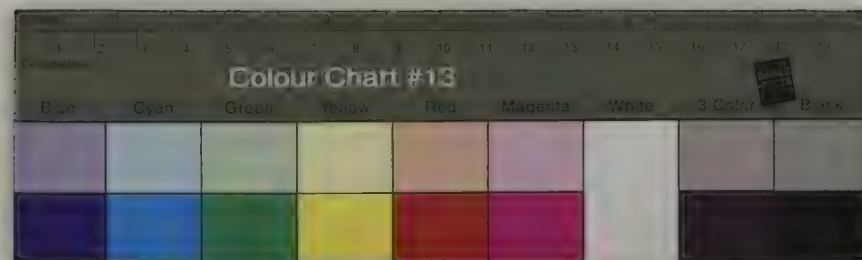 1 2 3 4 5 6 7 8 9 10 11 12 13 14 15 16 17 18 19
Centimetres
Colour Chart #13
Blue Cyan Green Yellow Red Magenta White 3 Color Black